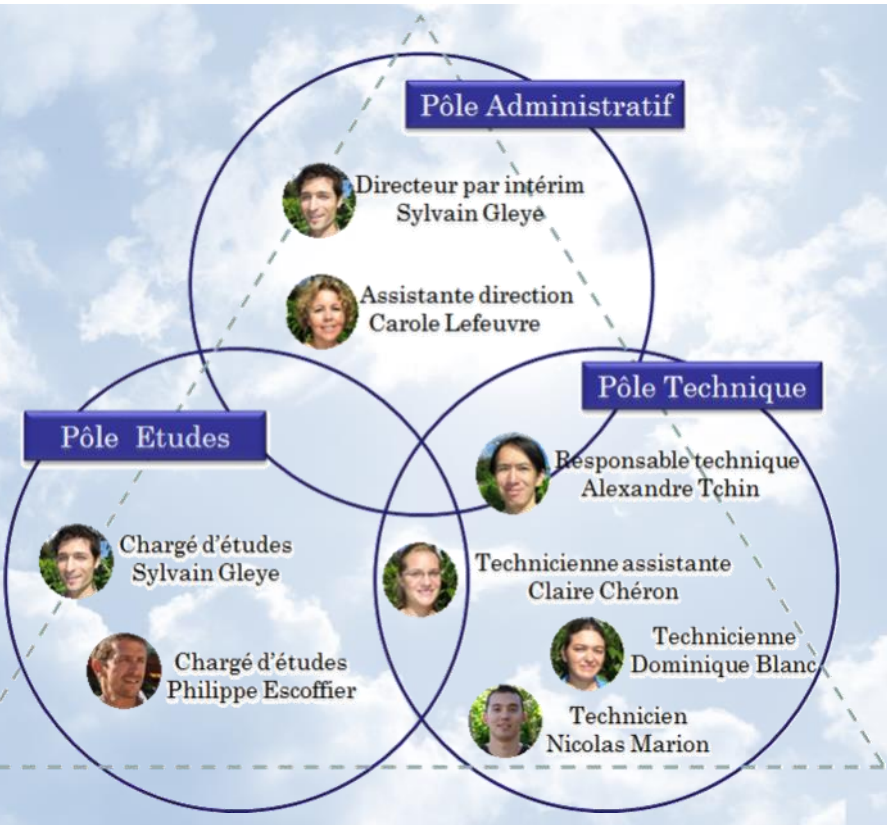 Pôle Administratif
Directeur par intérim
Sylvain Gleye
Assistante direction
Carole Lefeuvre
Pôle Technique
Pôle Etudes
Responsable technique
Alexandre Tchin
Chargé d'études
Sylvain Gleye
Technicienne assistante
Claire Chéron
Technicienne
Dominique Blanc
Chargé d'études
Philippe Escoffier
Technicien
Nicolas Marion